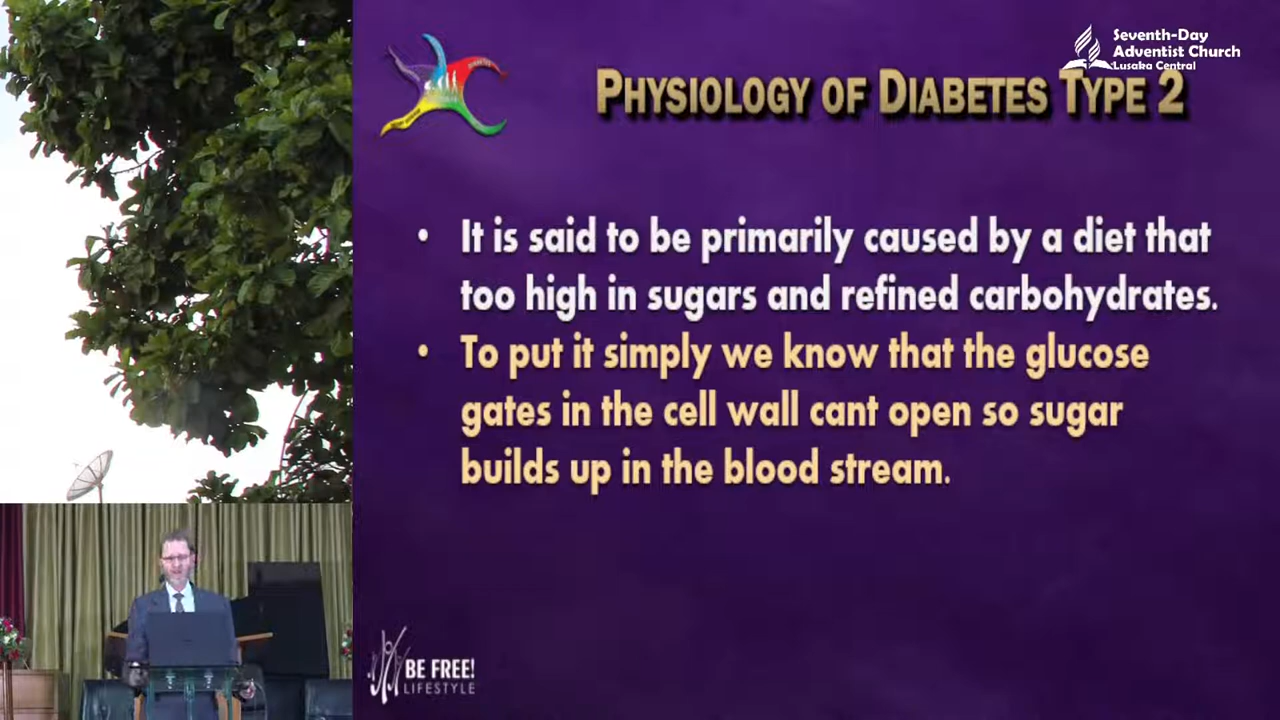 Seventh-Day
Adventist Church
Lusaka Central
PHYSIOLOGY OF DIABETES TYPE 2
• It is said to be primarily caused by a diet that
too high in sugars and refined carbohydrates.
• To put it simply we know that the glucose
gates in the cell wall cant open so sugar
builds up in the blood stream.
BE FREE!
LIFESTYLE